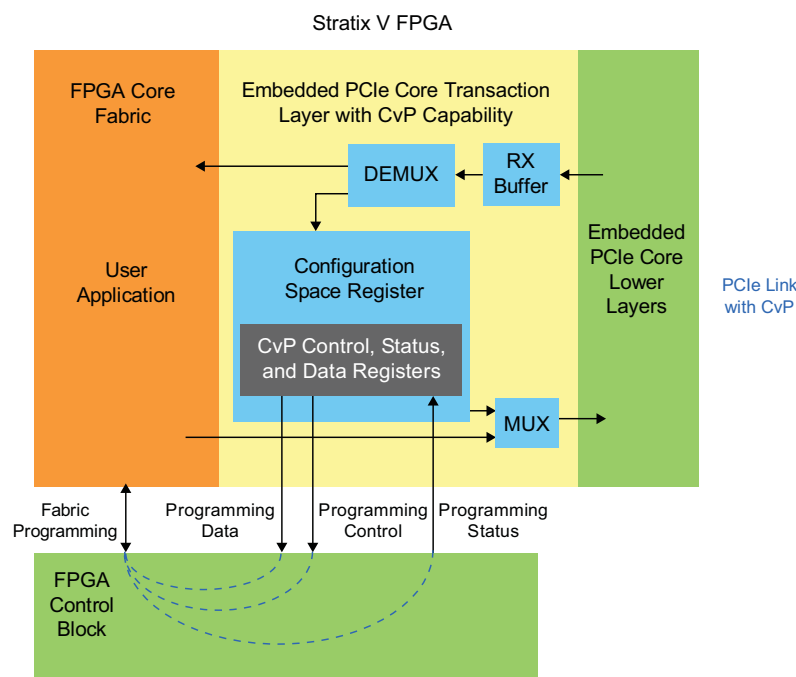 Stratix V FPGA
FPGA Core
Fabric
Embedded PCIe Core Transaction
Layer with CvP Capability
DEMUX
RX
Buffer
User
Application
Configuration
Space Register
Embedded
PCIe Core
Lower
Layers
PCIe Link
with CvP
CvP Control, Status,
and Data Registers
MUX
Fabric
Programming
Programming
Data
Programming
Control
Programming
Status
FPGA
Control
Block